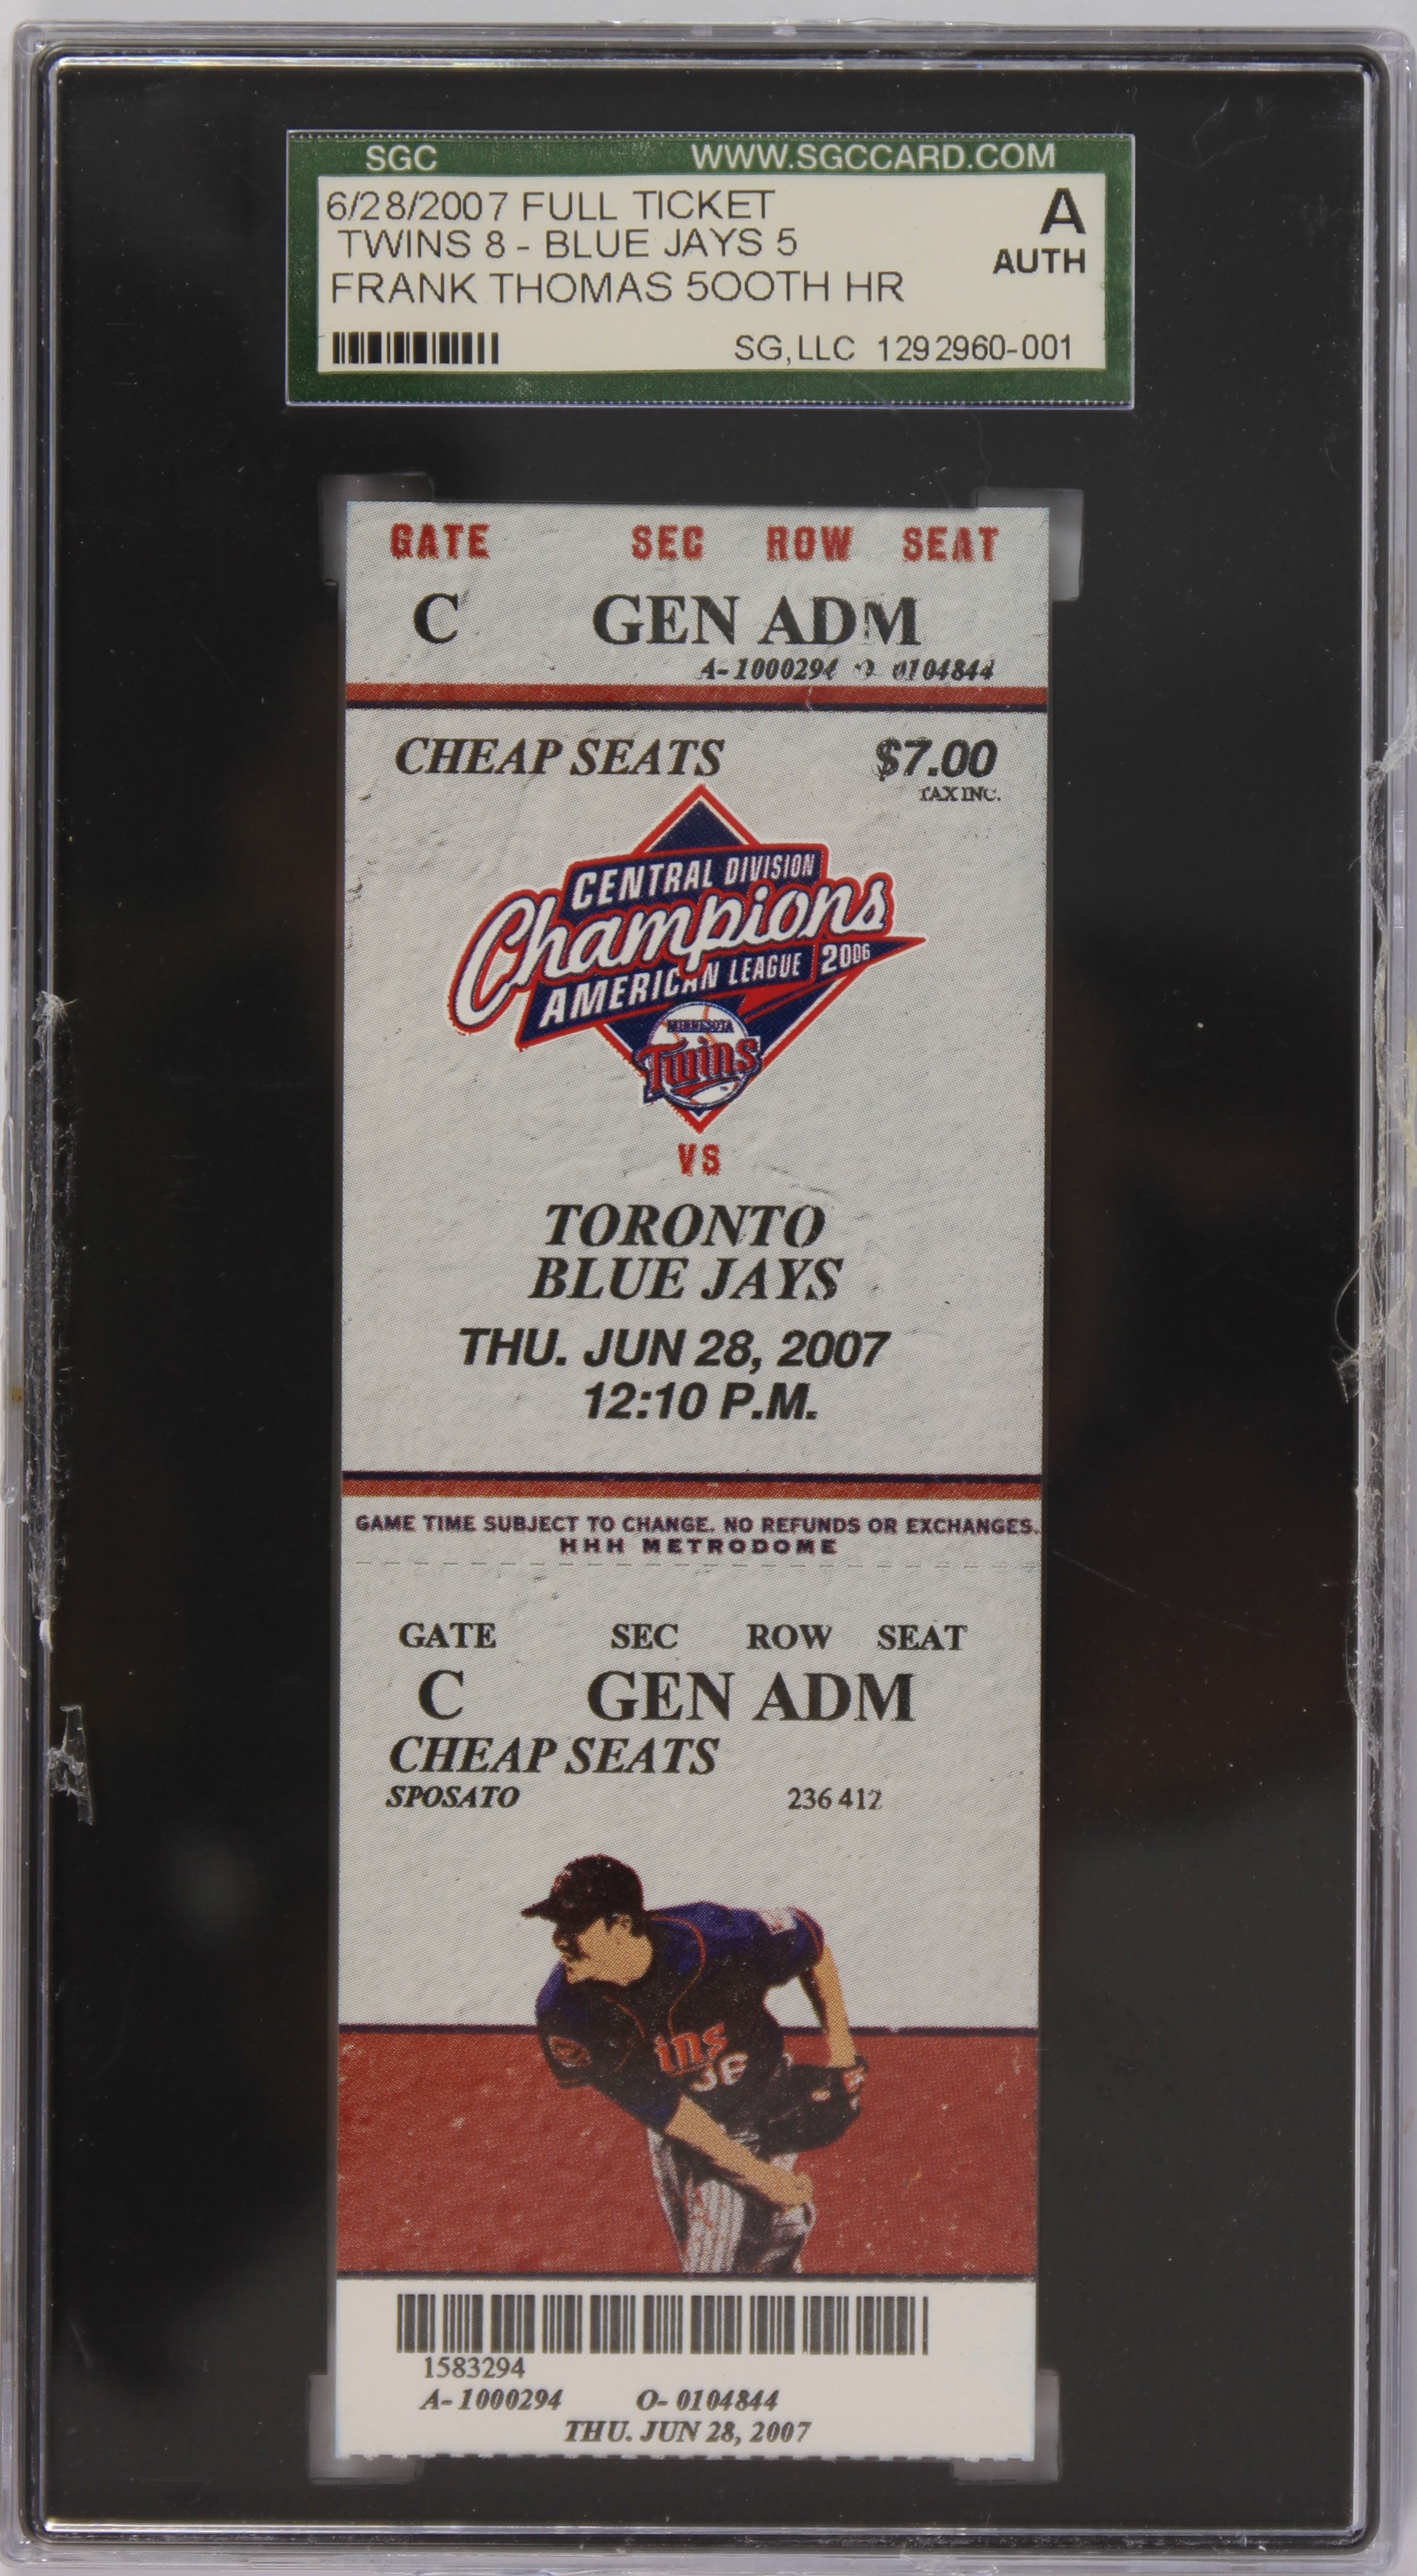 SGC WWW.SGCCARD.COM
6/28/2007 FULL TICKET A
TWINS 8 - BLUE JAYS 5 AUTH
FRANK THOMAS 500TH HR
SG,LLC 1292960-001
GATE SEC ROW SEAT
C GEN ADM
A-1000294 0104844
CHEAP SEATS $7.00
TAX INC.
CENTRAL DIVISION
Champions
AMERICAN LEAGUE 2006
MINNESOTA
Twins
VS
TORONTO
BLUE JAYS
THU. JUN 28, 2007
12:10 P.M.
GAME TIME SUBJECT TO CHANGE. NO REFUNDS OR EXCHANGES.
HHH METRODOME
GATE SEC ROW SEAT
C GEN ADM
CHEAP SEATS
SPOSATO 236 412
ins
36
1583294
A-1000294 O-0104844
THU. JUN 28, 2007